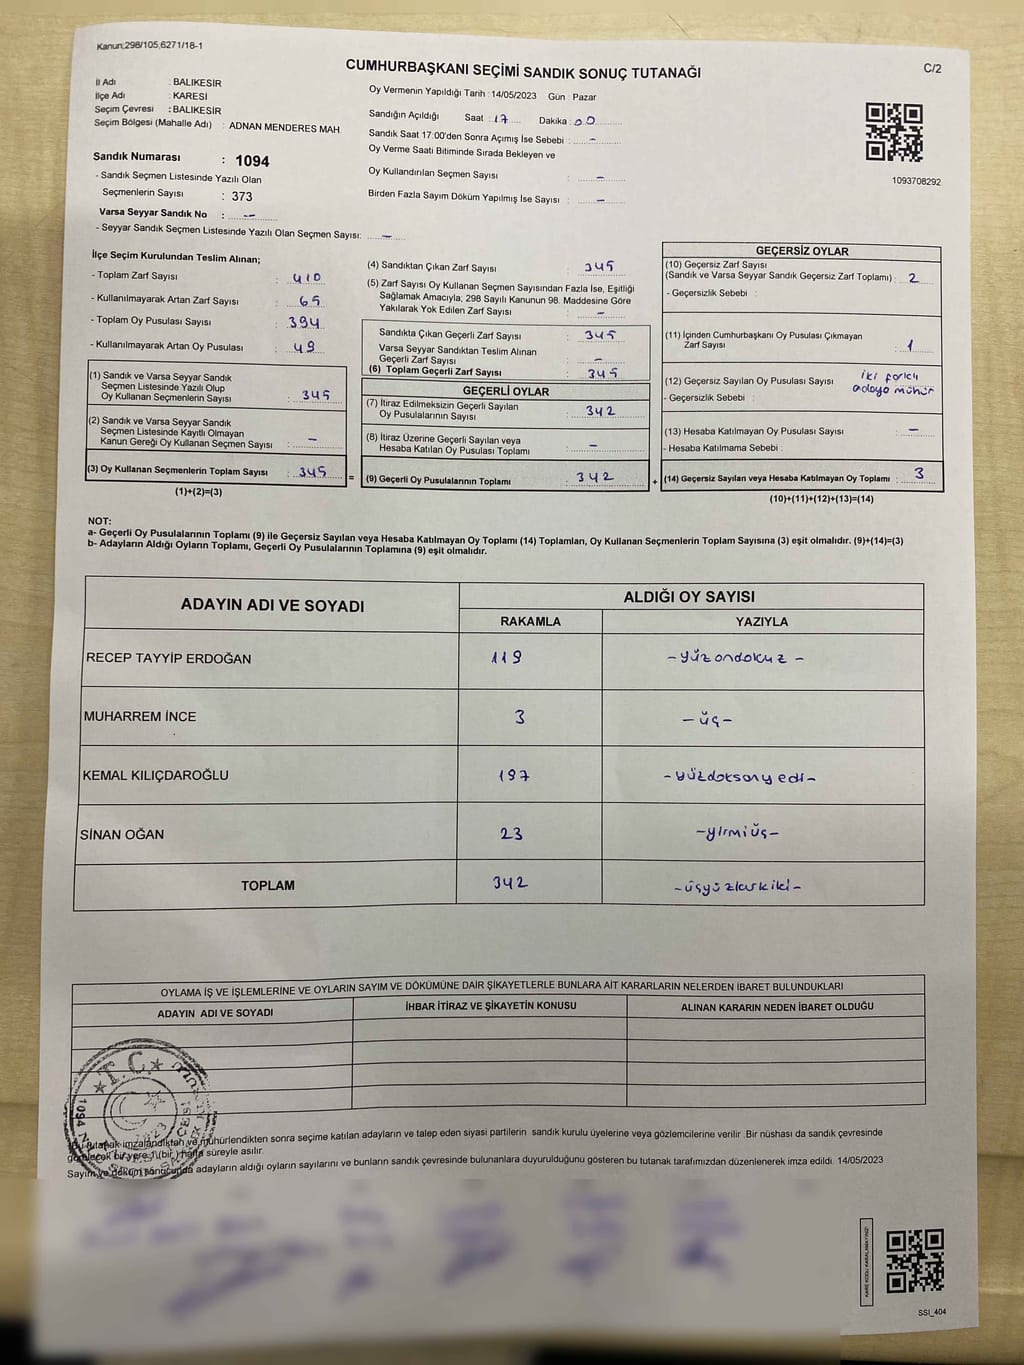 Kanun:298/105,6271/18-1
CUMHURBAŞKANI SEÇİMİ SANDIK SONUÇ TUTANAĞI
C/2
İl Adı : BALIKESİR
İlçe Adı : KARESİ
Seçim Çevresi : BALIKESİR
Seçim Bölgesi (Mahalle Adı) : ADNAN MENDERES MAH.
Sandık Numarası : 1094
- Sandık Seçmen Listesinde Yazılı Olan
Seçmenlerin Sayısı : 373
Varsa Seyyar Sandık No : -
- Seyyar Sandık Seçmen Listesinde Yazılı Olan Seçmen Sayısı: -
Oy Vermenin Yapıldığı Tarih : 14/05/2023 Gün : Pazar
Sandığın Açıldığı Saat : 17 Dakika : 00
Sandık Saat 17:00'den Sonra Açımış İse Sebebi : -
Oy Verme Saati Bitiminde Sırada Bekleyen ve
Oy Kullandırılan Seçmen Sayısı : -
Birden Fazla Sayım Döküm Yapılmış İse Sayısı : -
1093708292
İlçe Seçim Kurulundan Teslim Alınan;
- Toplam Zarf Sayısı : 410
- Kullanılmayarak Artan Zarf Sayısı : 65
- Toplam Oy Pusulası Sayısı : 394
- Kullanılmayarak Artan Oy Pusulası : 49
(1) Sandık ve Varsa Seyyar Sandık
Seçmen Listesinde Yazılı Olup
Oy Kullanan Seçmenlerin Sayısı : 345
(2) Sandık ve Varsa Seyyar Sandık
Seçmen Listesinde Kayıtlı Olmayan
Kanun Gereği Oy Kullanan Seçmen Sayısı : -
(3) Oy Kullanan Seçmenlerin Toplam Sayısı : 345
(1)+(2)=(3)
(4) Sandıktan Çıkan Zarf Sayısı : 345
(5) Zarf Sayısı Oy Kullanan Seçmen Sayısından Fazla İse, Eşitliği
Sağlamak Amacıyla; 298 Sayılı Kanunun 98. Maddesine Göre
Yakılarak Yok Edilen Zarf Sayısı : -
Sandıkta Çıkan Geçerli Zarf Sayısı : 345
Varsa Seyyar Sandıktan Teslim Alınan
Geçerli Zarf Sayısı : -
(6) Toplam Geçerli Zarf Sayısı : 345
GEÇERLİ OYLAR
(7) İtiraz Edilmeksizin Geçerli Sayılan
Oy Pusulalarının Sayısı : 342
(8) İtiraz Üzerine Geçerli Sayılan veya
Hesaba Katılan Oy Pusulası Toplamı : -
= (9) Geçerli Oy Pusulalarının Toplamı : 342
GEÇERSİZ OYLAR
(10) Geçersiz Zarf Sayısı
(Sandık ve Varsa Seyyar Sandık Geçersiz Zarf Toplamı) : 2
- Geçersizlik Sebebi :
(11) İçinden Cumhurbaşkanı Oy Pusulası Çıkmayan
Zarf Sayısı : 1
(12) Geçersiz Sayılan Oy Pusulası Sayısı : iki farklı
- Geçersizlik Sebebi : adaya mühür
(13) Hesaba Katılmayan Oy Pusulası Sayısı : -
- Hesaba Katılmama Sebebi :
+ (14) Geçersiz Sayılan veya Hesaba Katılmayan Oy Toplamı : 3
(10)+(11)+(12)+(13)=(14)
NOT:
a- Geçerli Oy Pusulalarının Toplamı (9) ile Geçersiz Sayılan veya Hesaba Katılmayan Oy Toplamı (14) Toplamları, Oy Kullanan Seçmenlerin Toplam Sayısına (3) eşit olmalıdır. (9)+(14)=(3)
b- Adayların Aldığı Oyların Toplamı, Geçerli Oy Pusulalarının Toplamına (9) eşit olmalıdır.
ADAYIN ADI VE SOYADI ALDIĞI OY SAYISI
RAKAMLA YAZIYLA
RECEP TAYYİP ERDOĞAN 119 -yüzondokuz-
MUHARREM İNCE 3 -üç-
KEMAL KILIÇDAROĞLU 197 -yüzdoksanyedi-
SİNAN OĞAN 23 -yirmiüç-
TOPLAM 342 -üçyüzkırkiki-
OYLAMA İŞ VE İŞLEMLERİNE VE OYLARIN SAYIM VE DÖKÜMÜNE DAİR ŞİKAYETLERLE BUNLARA AİT KARARLARIN NELERDEN İBARET BULUNDUKLARI
ADAYIN ADI VE SOYADI İHBAR İTİRAZ VE ŞİKAYETİN KONUSU ALINAN KARARIN NEDEN İBARET OLDUĞU
T.C.
1094
2023
Bu tutanak imzalandıktan ve mühürlendikten sonra seçime katılan adayların ve talep eden siyasi partilerin sandık kurulu üyelerine veya gözlemcilerine verilir .Bir nüshası da sandık çevresinde
görülecek bir yere 1 (bir ) hafta süreyle asılır.
Sayım ve döküm sonucunda adayların aldığı oyların sayılarını ve bunların sandık çevresinde bulunanlara duyurulduğunu gösteren bu tutanak tarafımızdan düzenlenerek imza edildi. 14/05/2023
KARE KODU KARALAMAYINIZ!
SSI_404